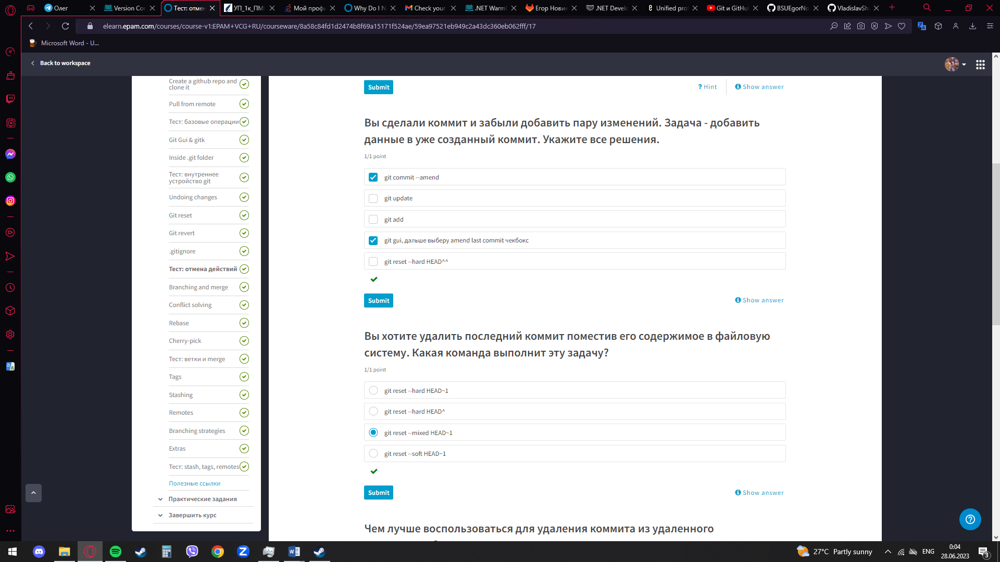 Олег
Version Co
Тест: отмен
УП_1к_ПМ
Мой проф
Why Do I N
Check your
.NET Warm
Егор Новик
.NET Develo
Unified pro
Git и GitHu
BSUEgorNo
VladislavSh
elearn.epam.com/courses/course-v1:EPAM+VCG+RU/courseware/8a58c84fd1d2474b8f69a15171f524ae/59ea97521eb949c2a43dc360eb062fff/17
Microsoft Word - U...
Back to workspace
Create a github repo and
clone it
Pull from remote
Тест: базовые операции
Git Gui & gitk
Inside .git folder
Тест: внутреннее
устройство git
Undoing changes
Git reset
Git revert
.gitignore
Тест: отмена действий
Branching and merge
Conflict solving
Rebase
Cherry-pick
Тест: ветки и merge
Tags
Stashing
Remotes
Branching strategies
Extras
Тест: stash, tags, remotes
Полезные ссылки
Практические задания
Завершить курс
Submit
? Hint
Show answer
Вы сделали коммит и забыли добавить пару изменений. Задача - добавить
данные в уже созданный коммит. Укажите все решения.
1/1 point
git commit --amend
git update
git add
git gui, дальше выберу amend last commit чекбокс
git reset --hard HEAD^^
Submit
Show answer
Вы хотите удалить последний коммит поместив его содержимое в файловую
систему. Какая команда выполнит эту задачу?
1/1 point
git reset --hard HEAD~1
git reset --hard HEAD^
git reset --mixed HEAD~1
git reset --soft HEAD~1
Submit
Show answer
Чем лучше воспользоваться для удаления коммита из удаленного
27°C Partly sunny
ENG
0:04
28.06.2023
3